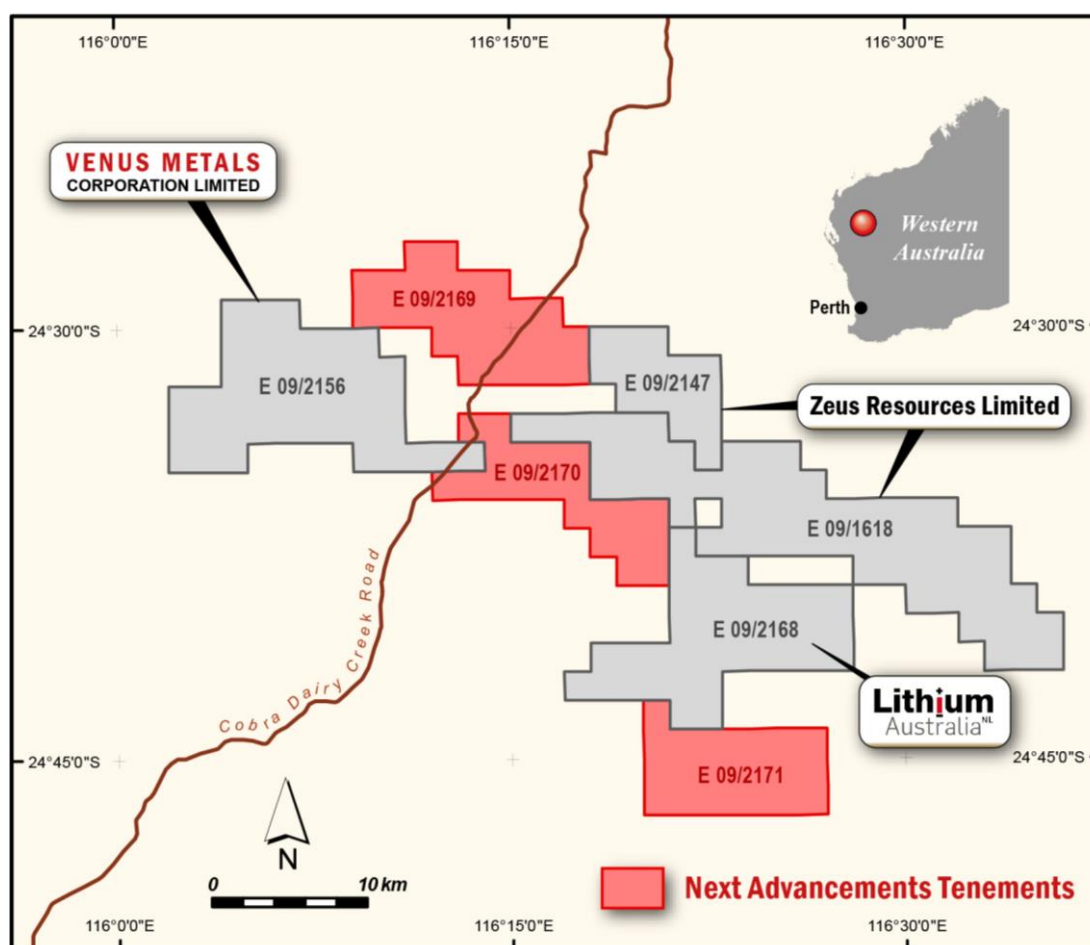 116°0'0"E
116°15'0"E
116°30'0"E
VENUS METALS
CORPORATION LIMITED
Western
Australia
Perth
E 09/2169
24°30'0"S
24°30'0"S
E 09/2156
E 09/2147
Zeus Resources Limited
E 09/2170
E 09/1618
E 09/2168
Cobra Dairy Creek Road
Lithium
Australia NL
24°45'0"S
24°45'0"S
E 09/2171
N
0 10 km
Next Advancements Tenements
116°0'0"E
116°15'0"E
116°30'0"E